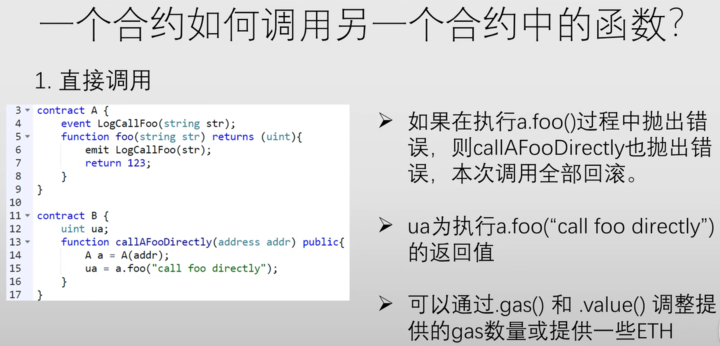 一个合约如何调用另一个合约中的函数?
1. 直接调用
3 contract A {
4 event LogCallFoo(string str);
5 function foo(string str) returns (uint){
6 emit LogCallFoo(str);
7 return 123;
8 }
9 }
10
11 contract B {
12 uint ua;
13 function callAFooDirectly(address addr) public{
14 A a = A(addr);
15 ua = a.foo("call foo directly");
16 }
17 }
➢ 如果在执行a.foo()过程中抛出错
误，则callAFooDirectly也抛出错
误，本次调用全部回滚。
➢ ua为执行a.foo(“call foo directly”)
的返回值
➢ 可以通过.gas() 和 .value() 调整提
供的gas数量或提供一些ETH